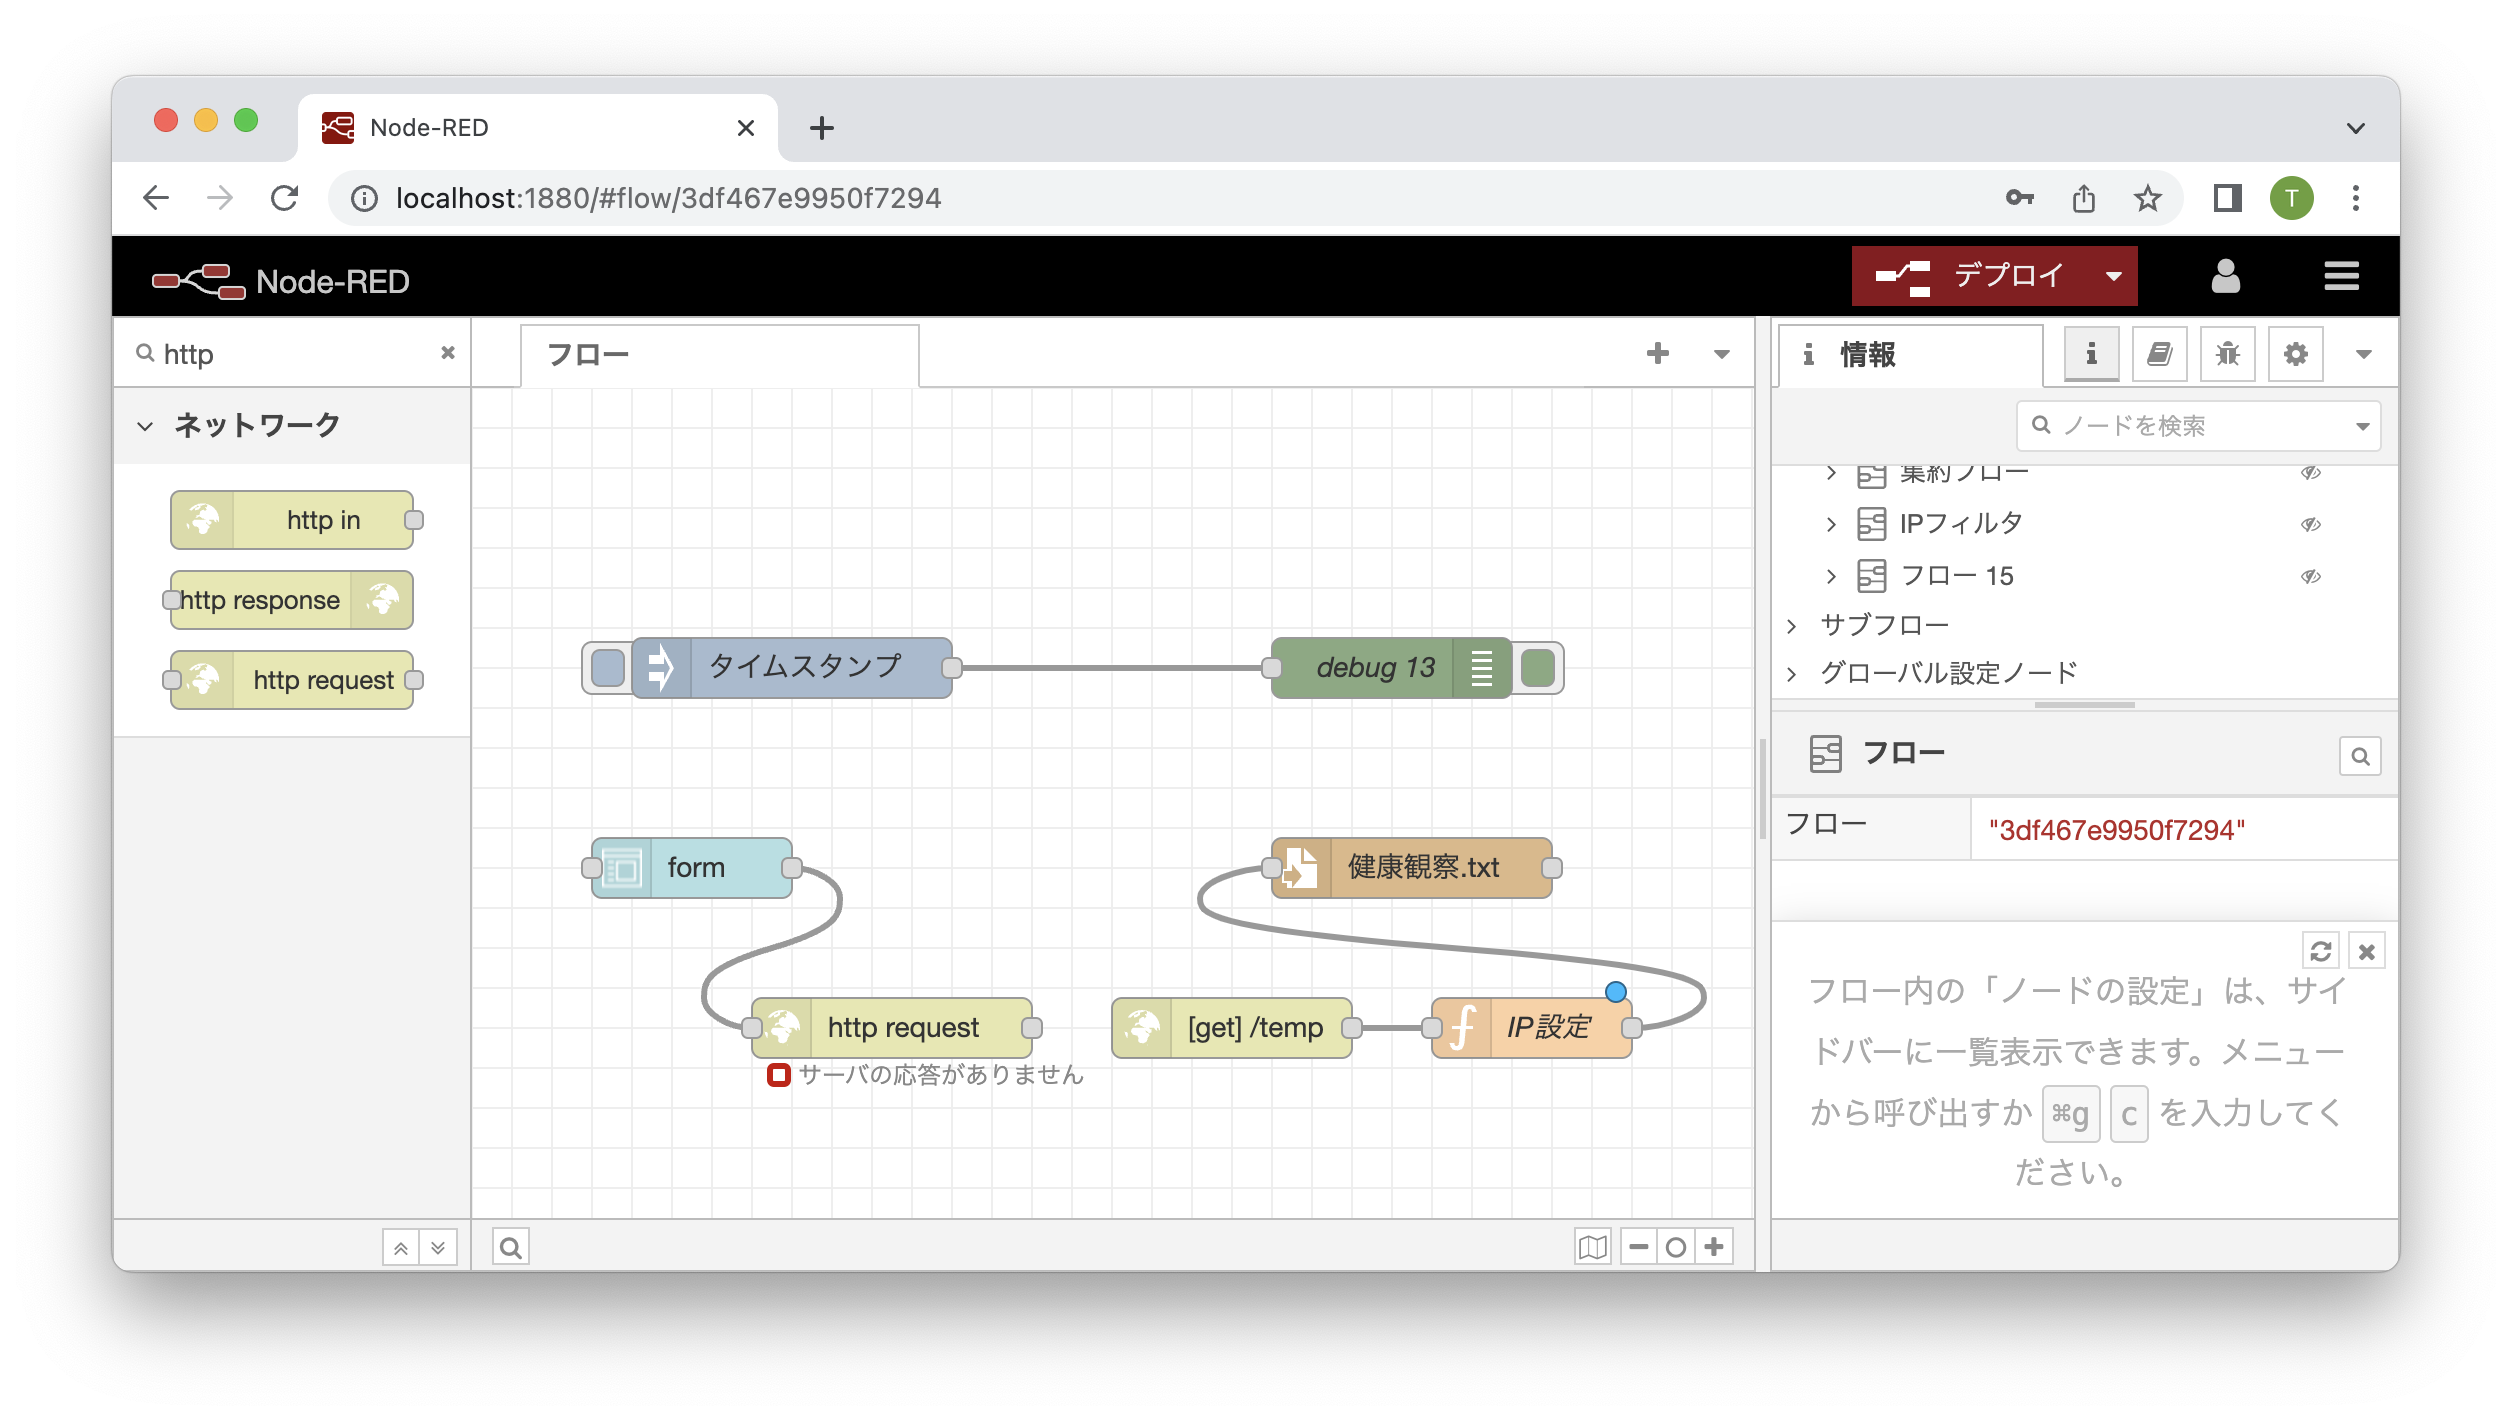 Node-RED
localhost:1880/#flow/3df467e9950f7294
T
Node-RED
デプロイ
http
ネットワーク
http in
http response
http request
フロー
タイムスタンプ
debug 13
form
健康観察.txt
http request
サーバの応答がありません
[get] /temp
IP設定
情報
ノードを検索
集約フロー
IPフィルタ
フロー 15
サブフロー
グローバル設定ノード
フロー
フロー
"3df467e9950f7294"
フロー内の「ノードの設定」は、サイ
ドバーに一覧表示できます。メニュー
から呼び出すか ⌘g c を入力してく
ださい。